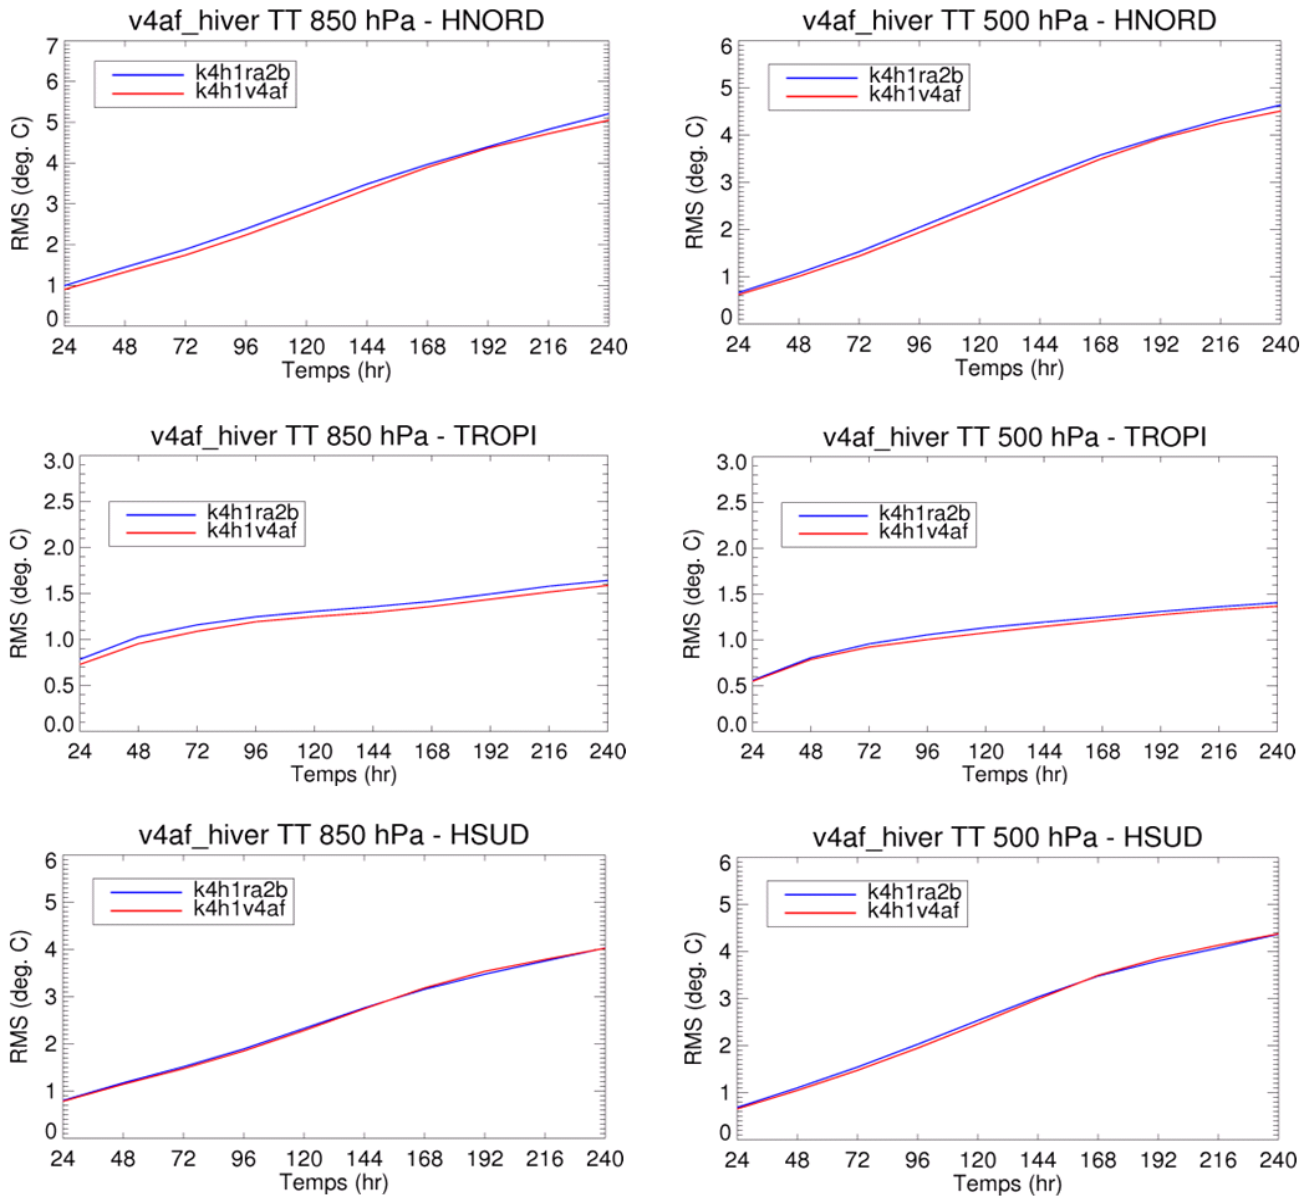 v4af_hiver TT 850 hPa - HNORD
7
6
5
4
3
2
1
0
RMS (deg. C)
k4h1ra2b
k4h1v4af
24 48 72 96 120 144 168 192 216 240
Temps (hr)
v4af_hiver TT 500 hPa - HNORD
6
5
4
3
2
1
0
RMS (deg. C)
k4h1ra2b
k4h1v4af
24 48 72 96 120 144 168 192 216 240
Temps (hr)
v4af_hiver TT 850 hPa - TROPI
3.0
2.5
2.0
1.5
1.0
0.5
0.0
RMS (deg. C)
k4h1ra2b
k4h1v4af
24 48 72 96 120 144 168 192 216 240
Temps (hr)
v4af_hiver TT 500 hPa - TROPI
3.0
2.5
2.0
1.5
1.0
0.5
0.0
RMS (deg. C)
k4h1ra2b
k4h1v4af
24 48 72 96 120 144 168 192 216 240
Temps (hr)
v4af_hiver TT 850 hPa - HSUD
6
5
4
3
2
1
0
RMS (deg. C)
k4h1ra2b
k4h1v4af
24 48 72 96 120 144 168 192 216 240
Temps (hr)
v4af_hiver TT 500 hPa - HSUD
6
5
4
3
2
1
0
RMS (deg. C)
k4h1ra2b
k4h1v4af
24 48 72 96 120 144 168 192 216 240
Temps (hr)